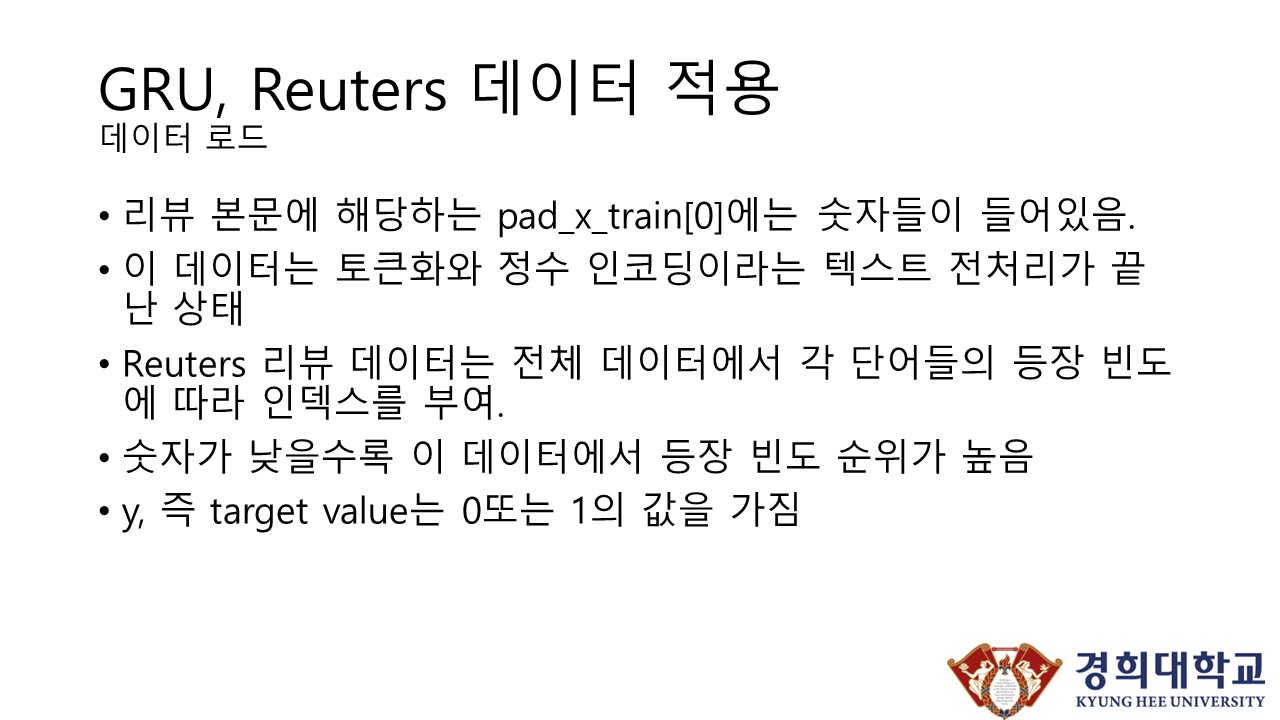 GRU, Reuters 데이터 적용
데이터 로드
• 리뷰 본문에 해당하는 pad_x_train[0]에는 숫자들이 들어있음.
• 이 데이터는 토큰화와 정수 인코딩이라는 텍스트 전처리가 끝
난 상태
• Reuters 리뷰 데이터는 전체 데이터에서 각 단어들의 등장 빈도
에 따라 인덱스를 부여.
• 숫자가 낮을수록 이 데이터에서 등장 빈도 순위가 높음
• y, 즉 target value는 0또는 1의 값을 가짐
경희대학교
KYUNG HEE UNIVERSITY